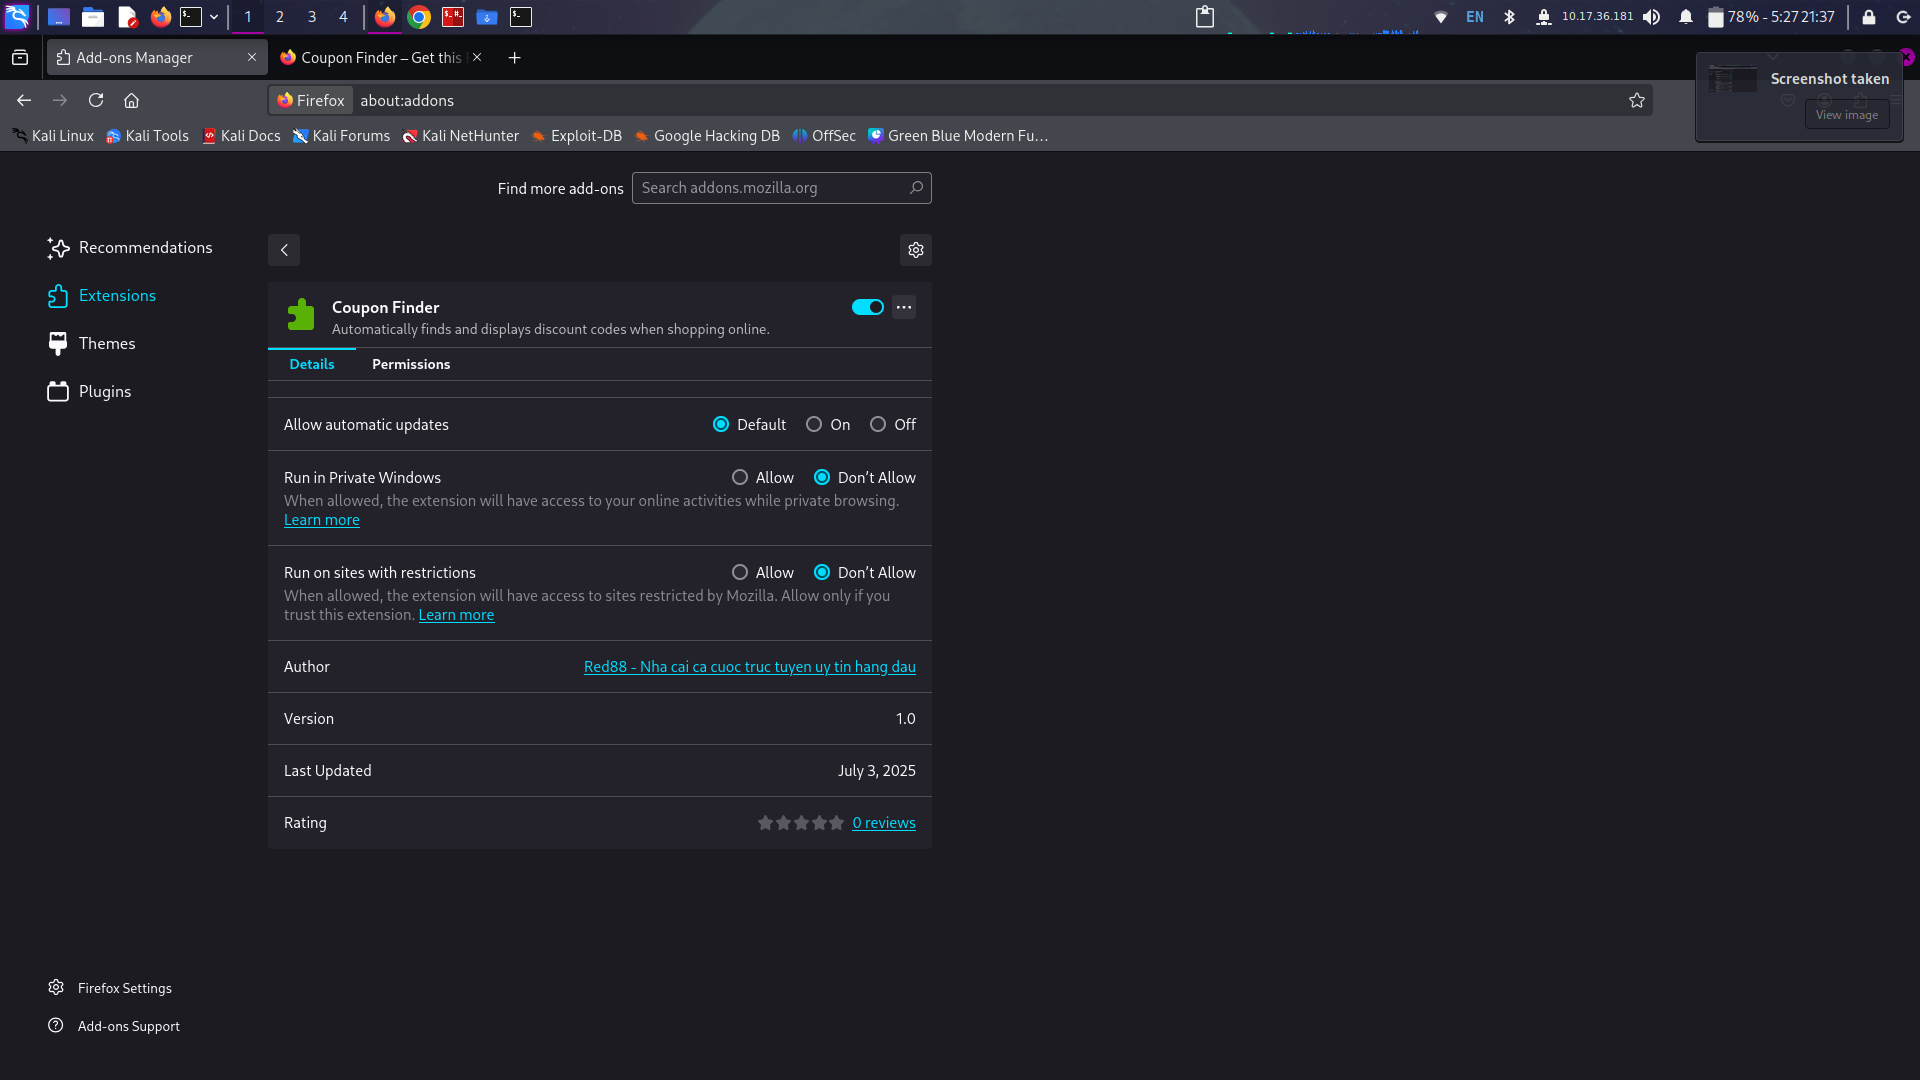 1 2 3 4 EN 10.17.36.181 78% - 5:27 21:37
Add-ons Manager
Coupon Finder – Get this
Screenshot taken
View image
Firefox about:addons
Kali Linux Kali Tools Kali Docs Kali Forums Kali NetHunter Exploit-DB Google Hacking DB OffSec Green Blue Modern Fu…
Find more add-ons Search addons.mozilla.org
Recommendations
Extensions
Themes
Plugins
Coupon Finder
Automatically finds and displays discount codes when shopping online.
Details Permissions
Allow automatic updates Default On Off
Run in Private Windows Allow Don’t Allow
When allowed, the extension will have access to your online activities while private browsing.
Learn more
Run on sites with restrictions Allow Don’t Allow
When allowed, the extension will have access to sites restricted by Mozilla. Allow only if you
trust this extension. Learn more
Author Red88 - Nha cai ca cuoc truc tuyen uy tin hang dau
Version 1.0
Last Updated July 3, 2025
Rating 0 reviews
Firefox Settings
Add-ons Support